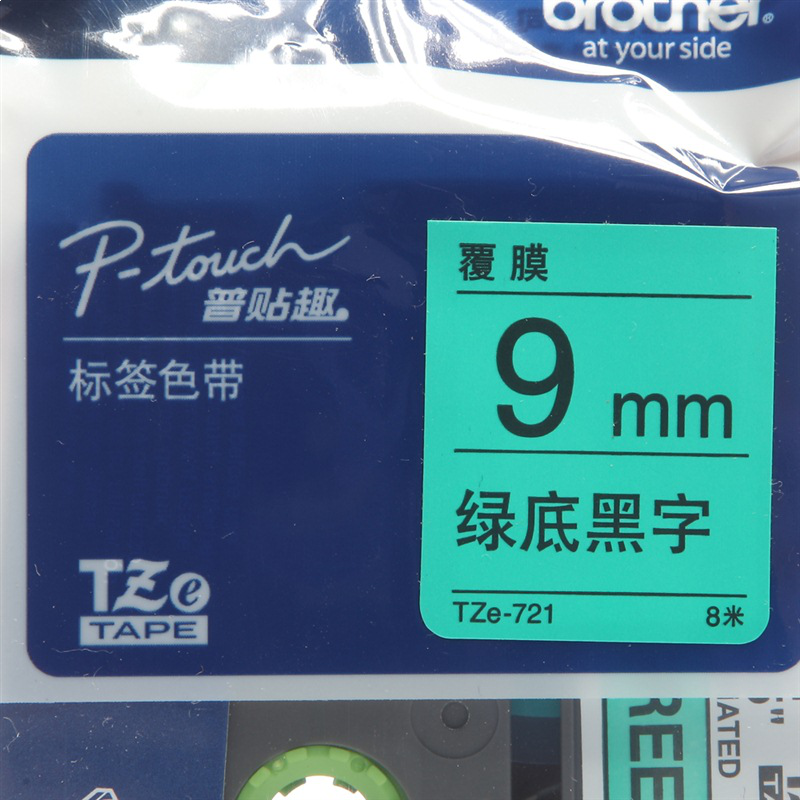 brother
at your side
P-touch
普贴趣
标签色带
覆膜
9 mm
绿底黑字
TZe-721
8米
TZe
TAPE